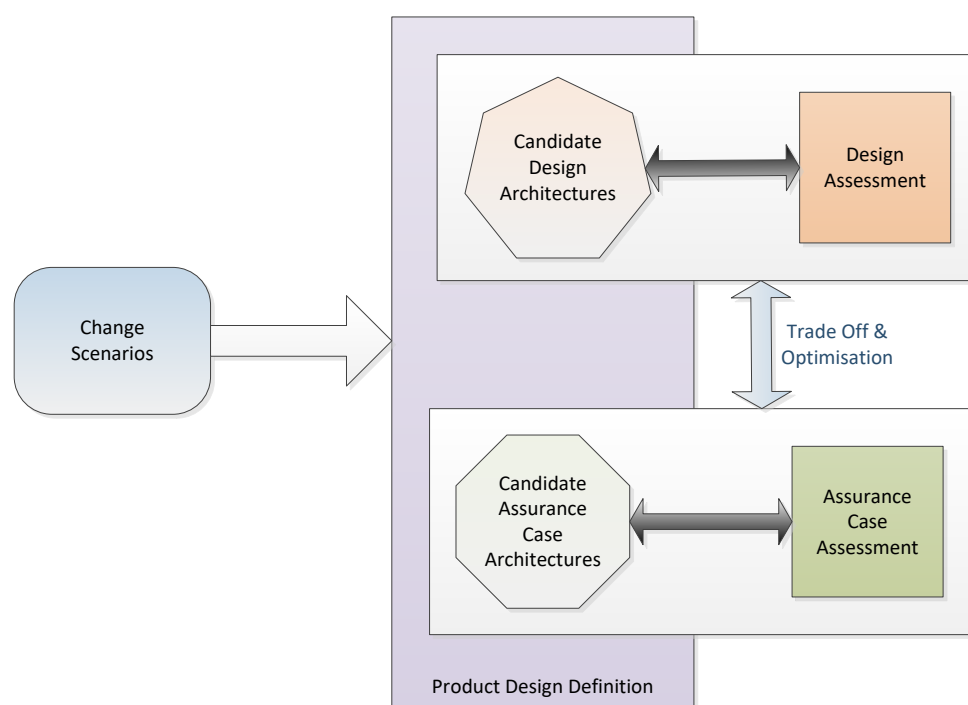 Candidate
Design
Architectures
Design
Assessment
Change
Scenarios
Trade Off &
Optimisation
Candidate
Assurance
Case
Architectures
Assurance
Case
Assessment
Product Design Definition